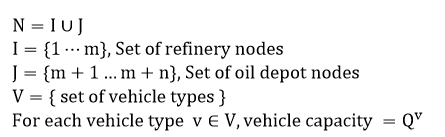 N = I ∪ J
I = {1 ⋯ m}, Set of refinery nodes
J = {m + 1 … m + n}, Set of oil depot nodes
V = { set of vehicle types }
For each vehicle type v ∈ V, vehicle capacity = Qᵛ